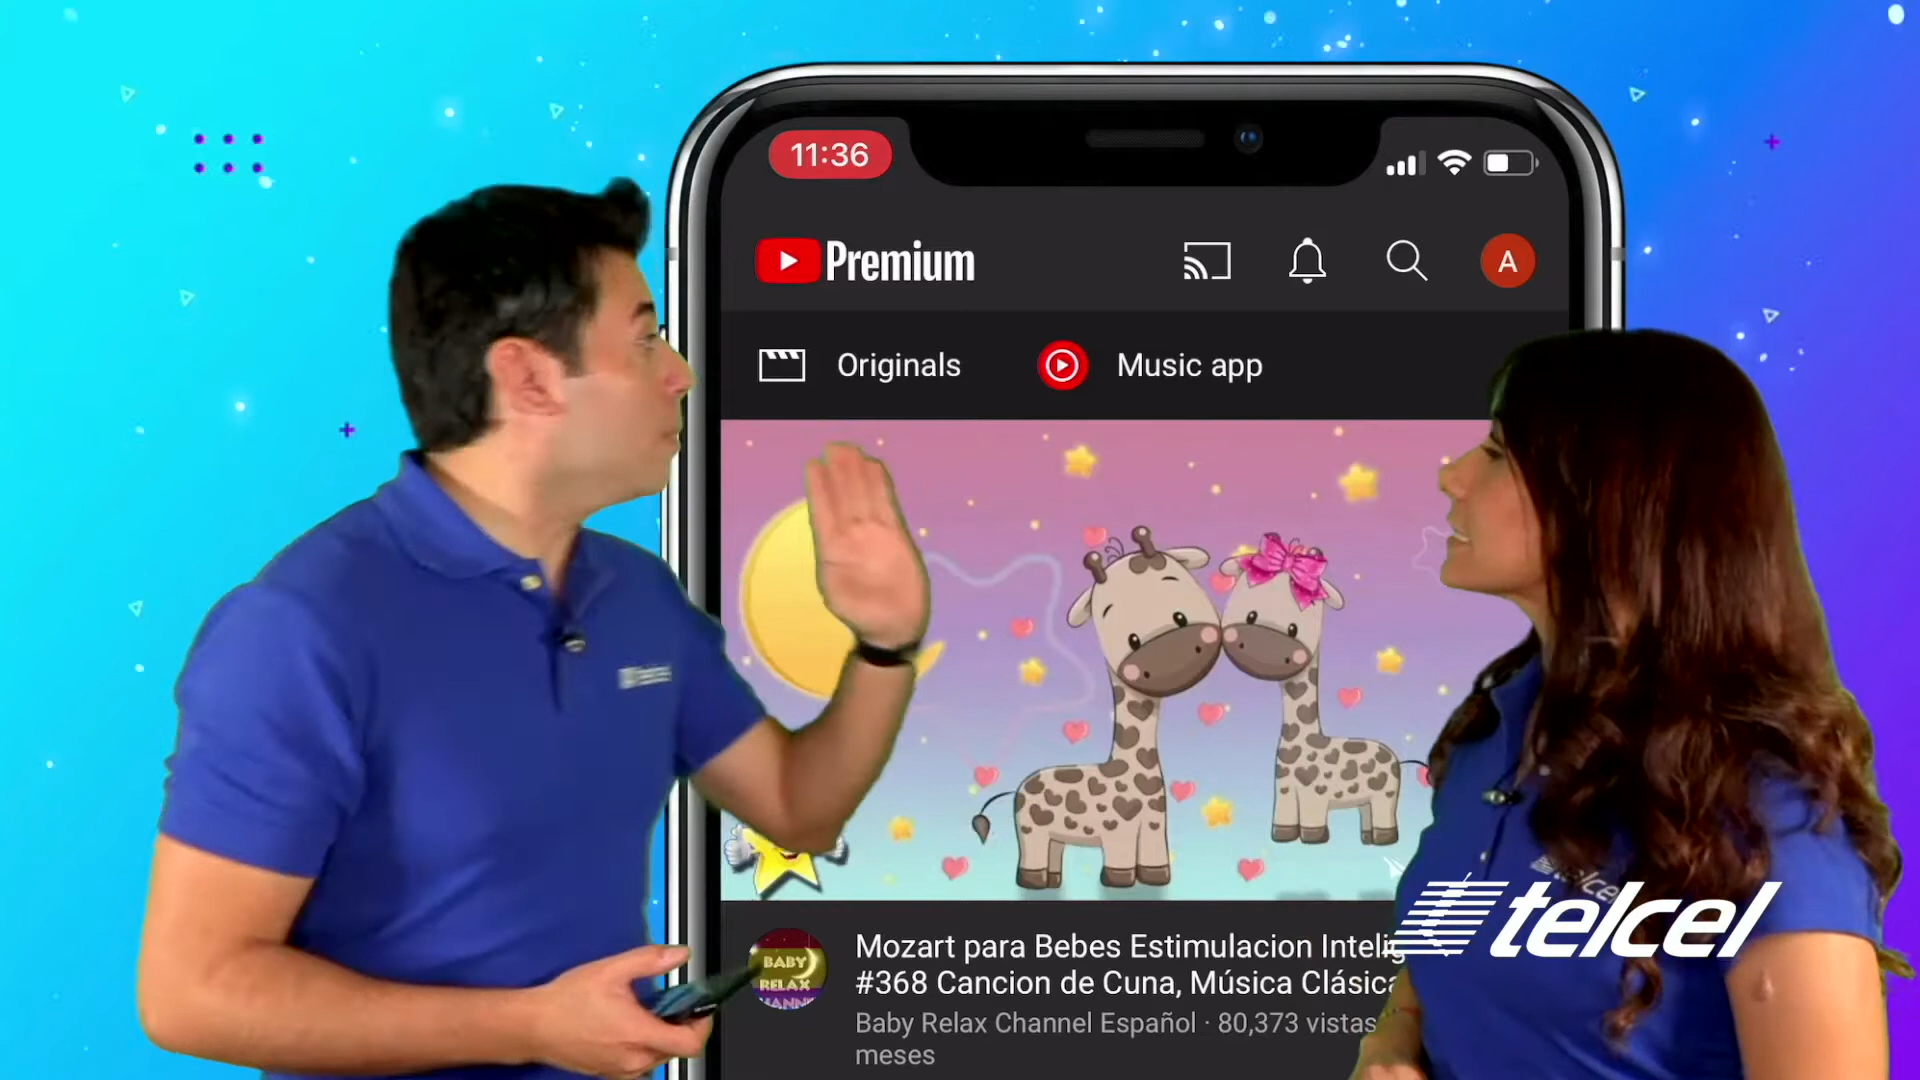 11:36
Premium
A
Originals
Music app
BABY
RELAX
Mozart para Bebes Estimulacion
#368 Cancion de Cuna, Música Clásica
Baby Relax Channel Español · 80,373 vistas
meses
telcel
telcel